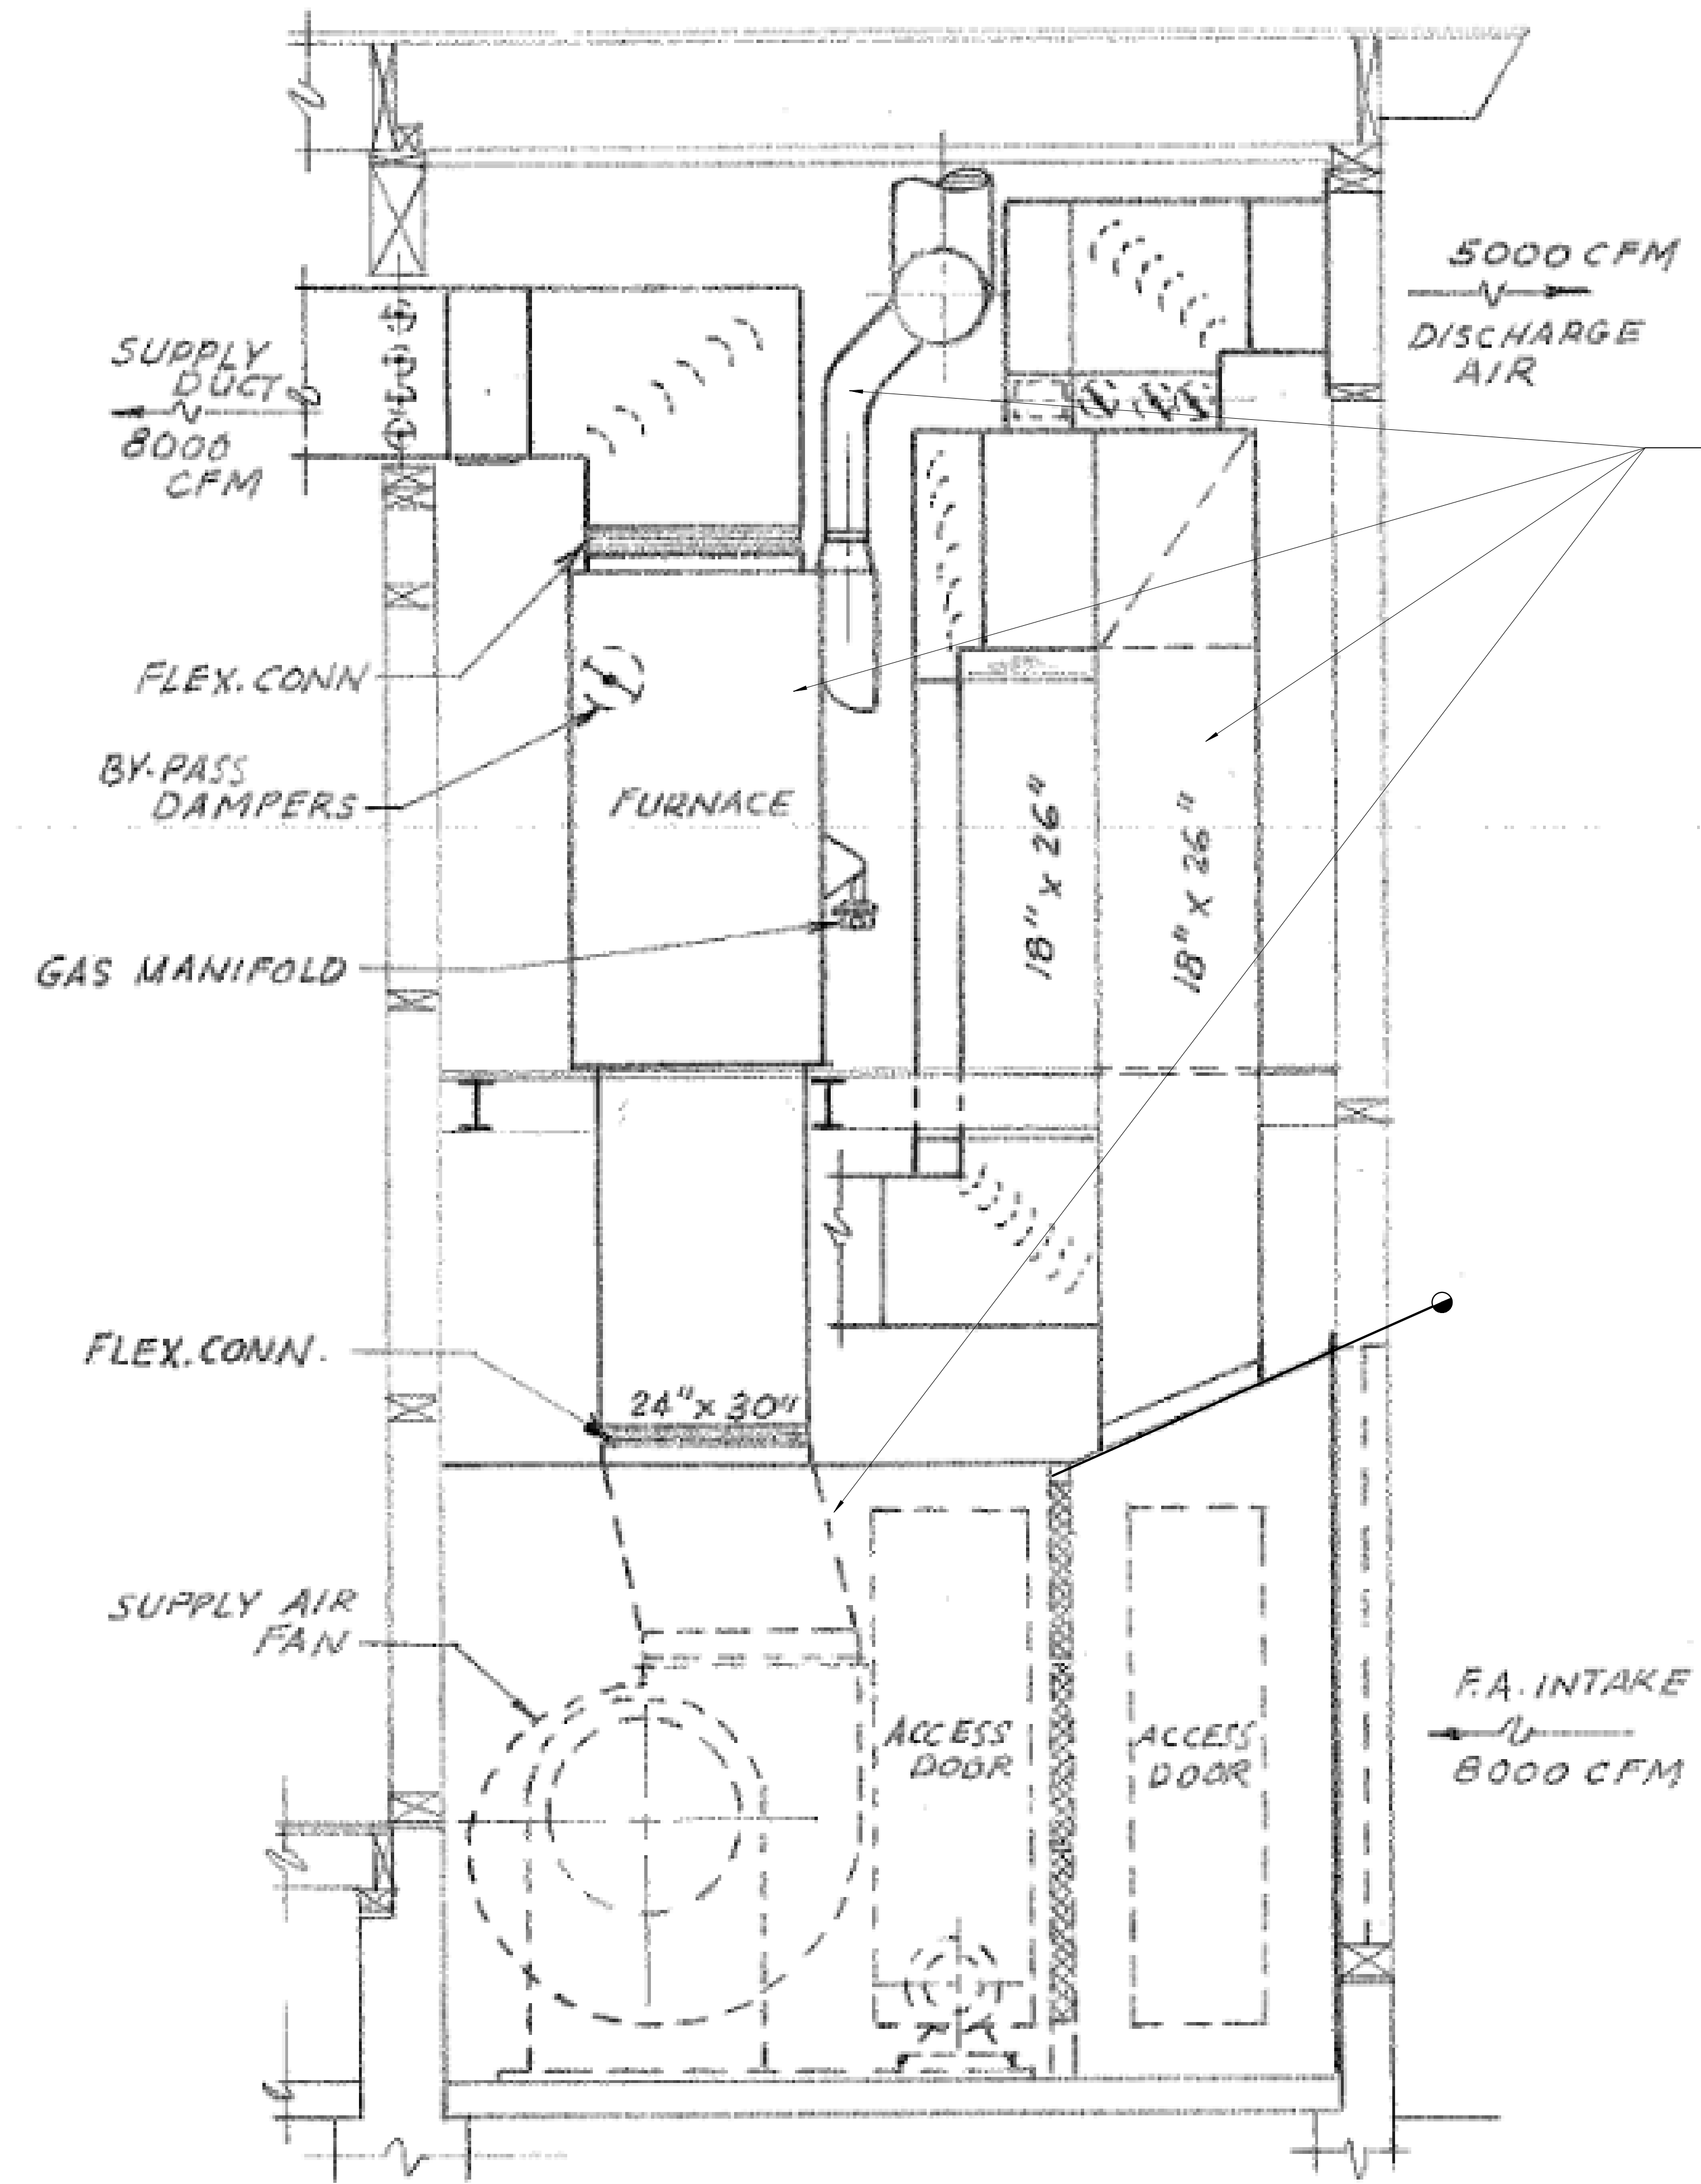 5000 CFM
DISCHARGE
AIR
SUPPLY
DUCT
8000
CFM
FLEX. CONN
BY-PASS
DAMPERS
FURNACE
18" x 26"
18" x 26"
GAS MANIFOLD
FLEX. CONN.
24" x 30"
SUPPLY AIR
FAN
ACCESS
DOOR
ACCESS
DOOR
F.A. INTAKE
8000 CFM